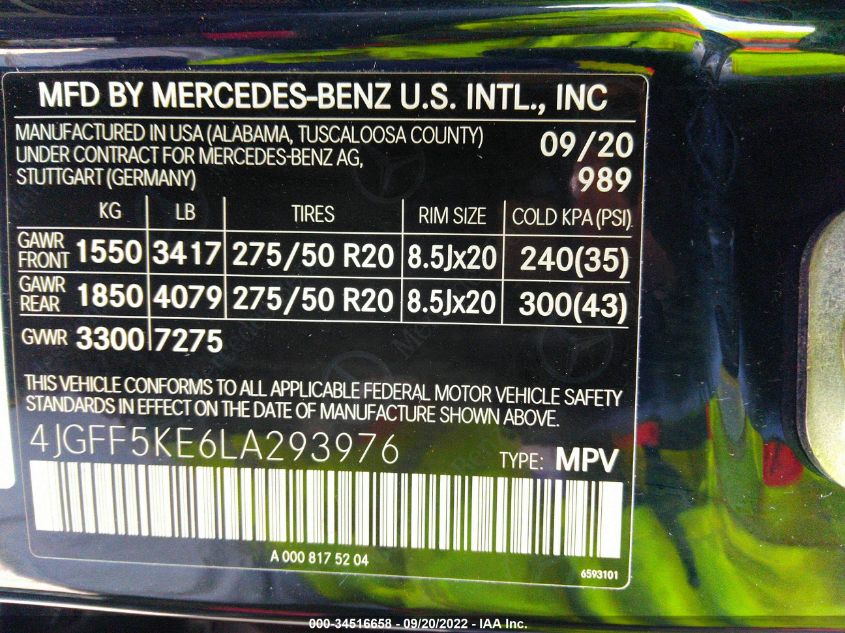 MFD BY MERCEDES-BENZ U.S. INTL., INC
MANUFACTURED IN USA (ALABAMA, TUSCALOOSA COUNTY) 09/20
UNDER CONTRACT FOR MERCEDES-BENZ AG,
STUTTGART (GERMANY) 989
KG LB TIRES RIM SIZE COLD KPA (PSI)
GAWR FRONT 1550 3417 275/50 R20 8.5Jx20 240(35)
GAWR REAR 1850 4079 275/50 R20 8.5Jx20 300(43)
GVWR 3300 7275
THIS VEHICLE CONFORMS TO ALL APPLICABLE FEDERAL MOTOR VEHICLE SAFETY
STANDARDS IN EFFECT ON THE DATE OF MANUFACTURE SHOWN ABOVE.
4JGFF5KE6LA293976 TYPE: MPV
A 000 817 52 04
6593101
000-34516658 - 09/20/2022 - IAA Inc.